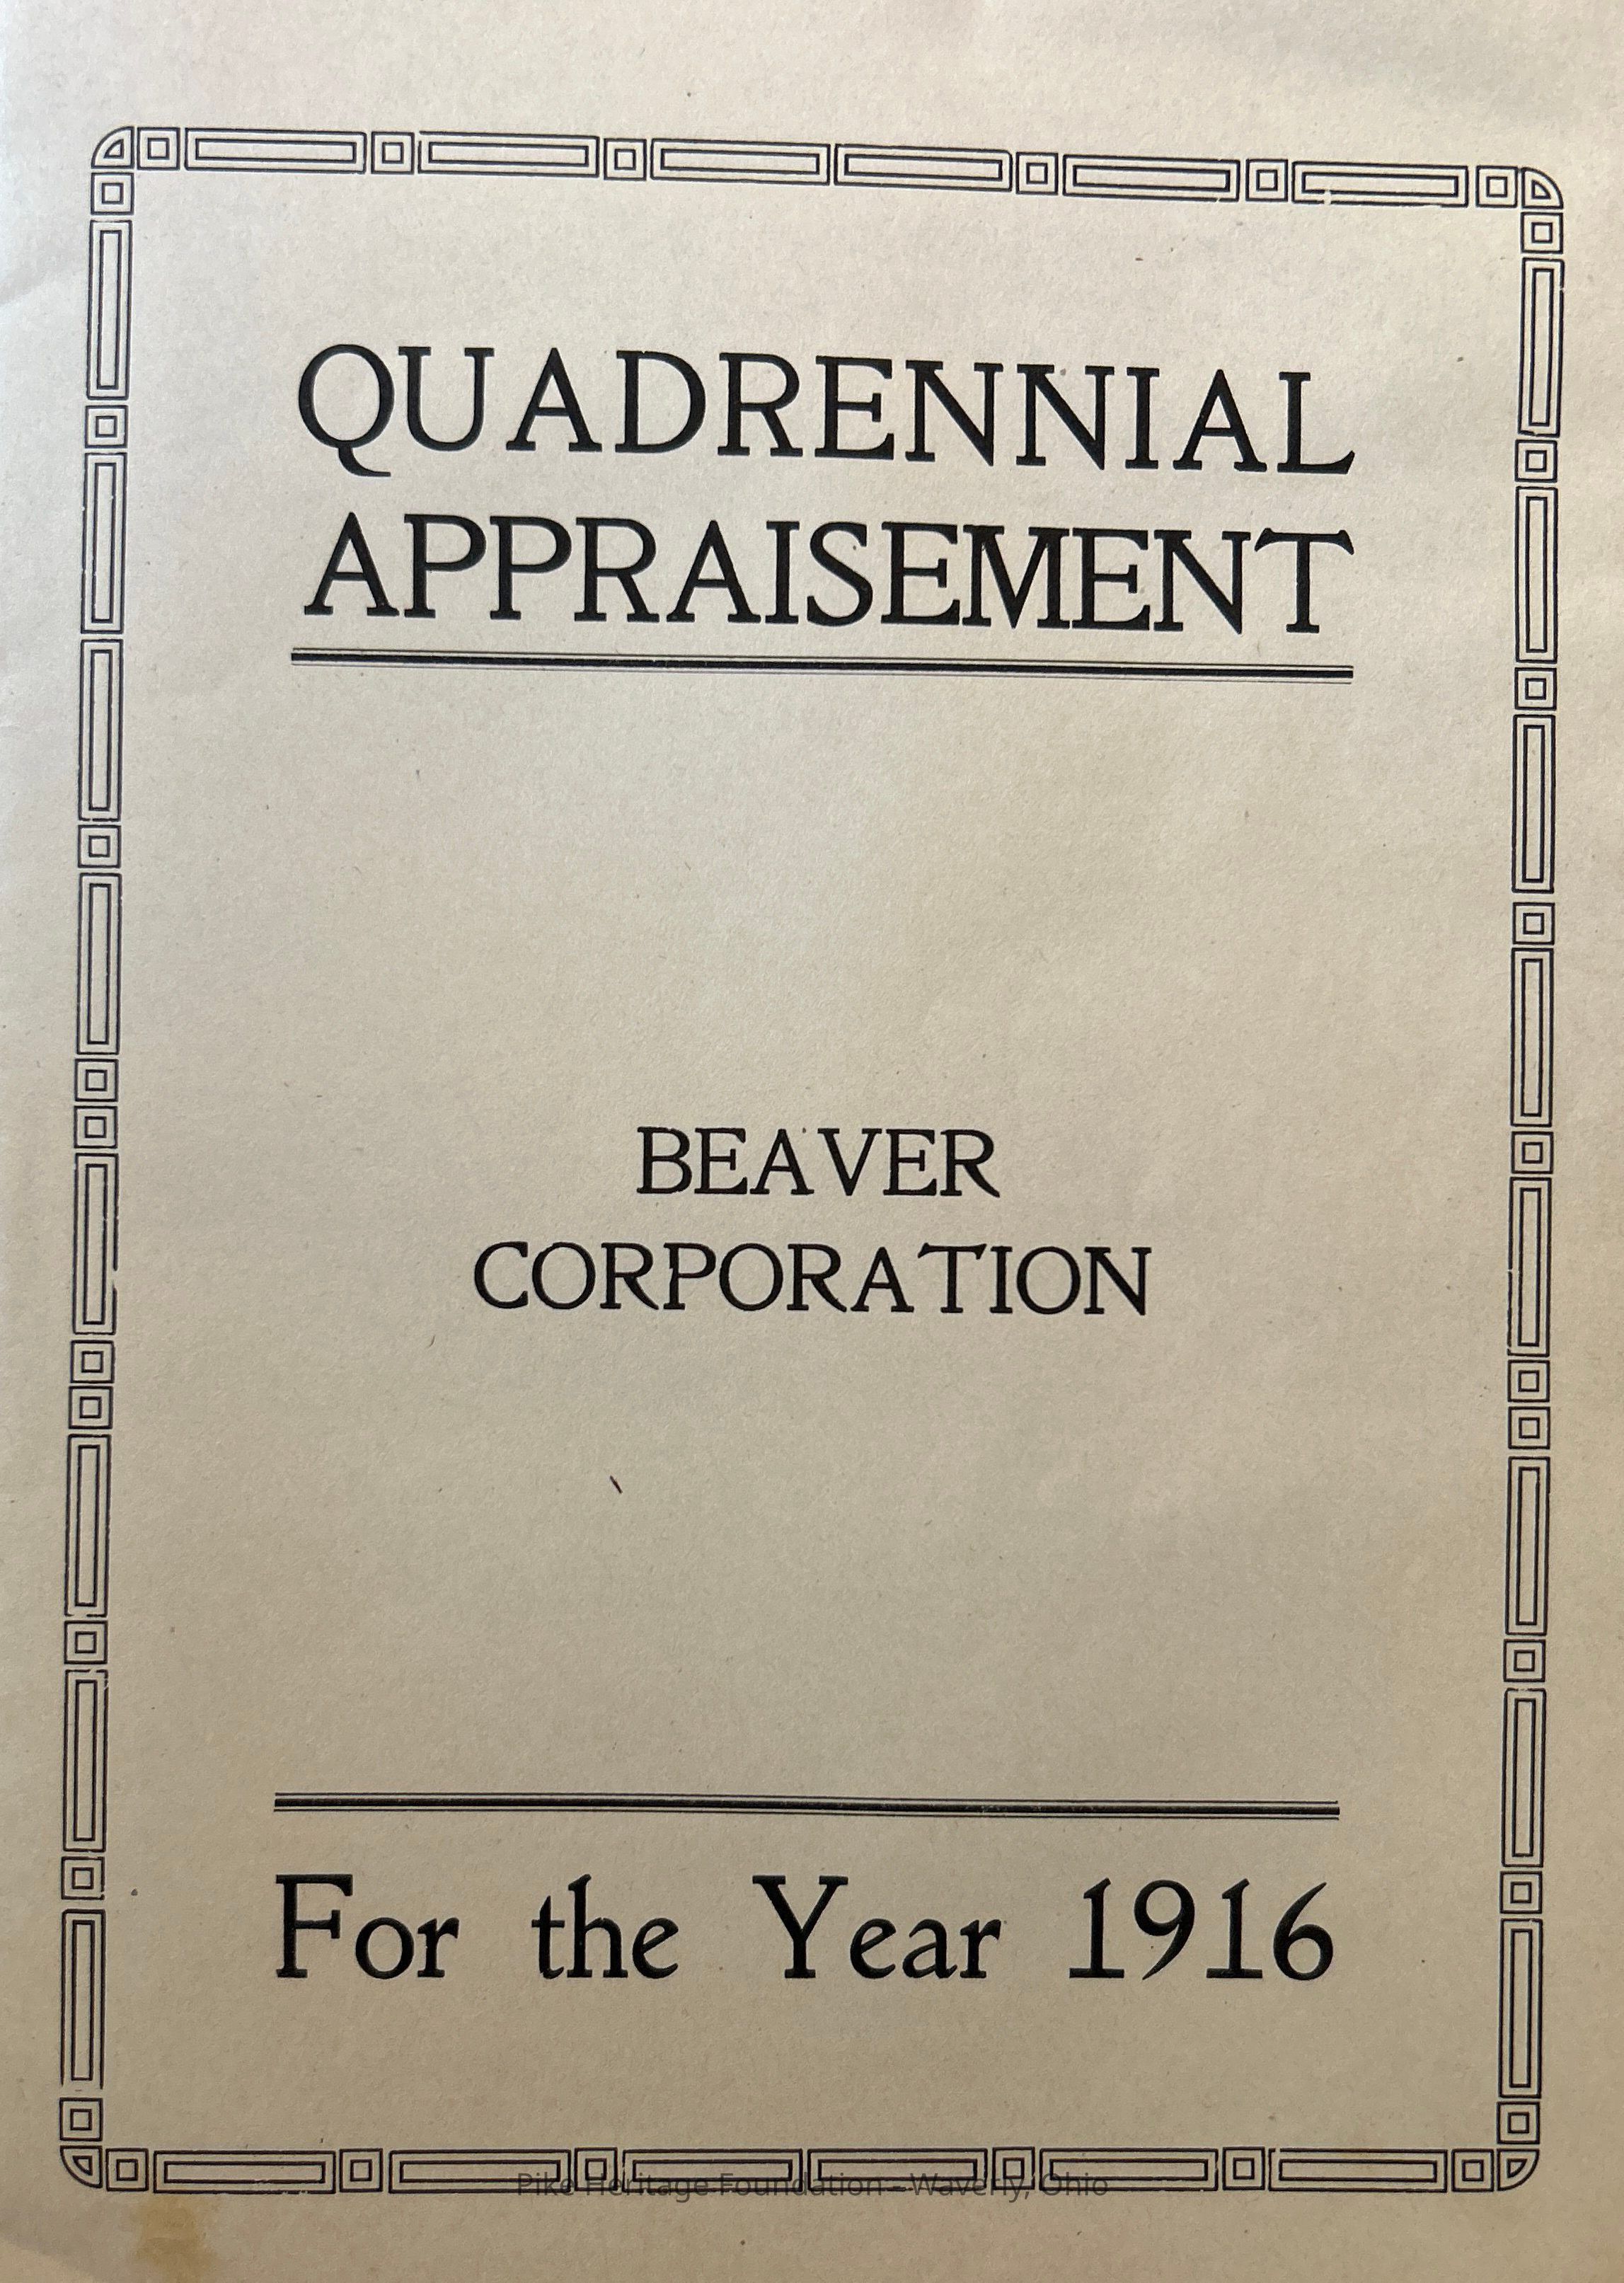 QUADRENNIAL
APPRAISEMENT
BEAVER
CORPORATION
For the Year 1916
Pike Heritage Foundation - Waverly, Ohio